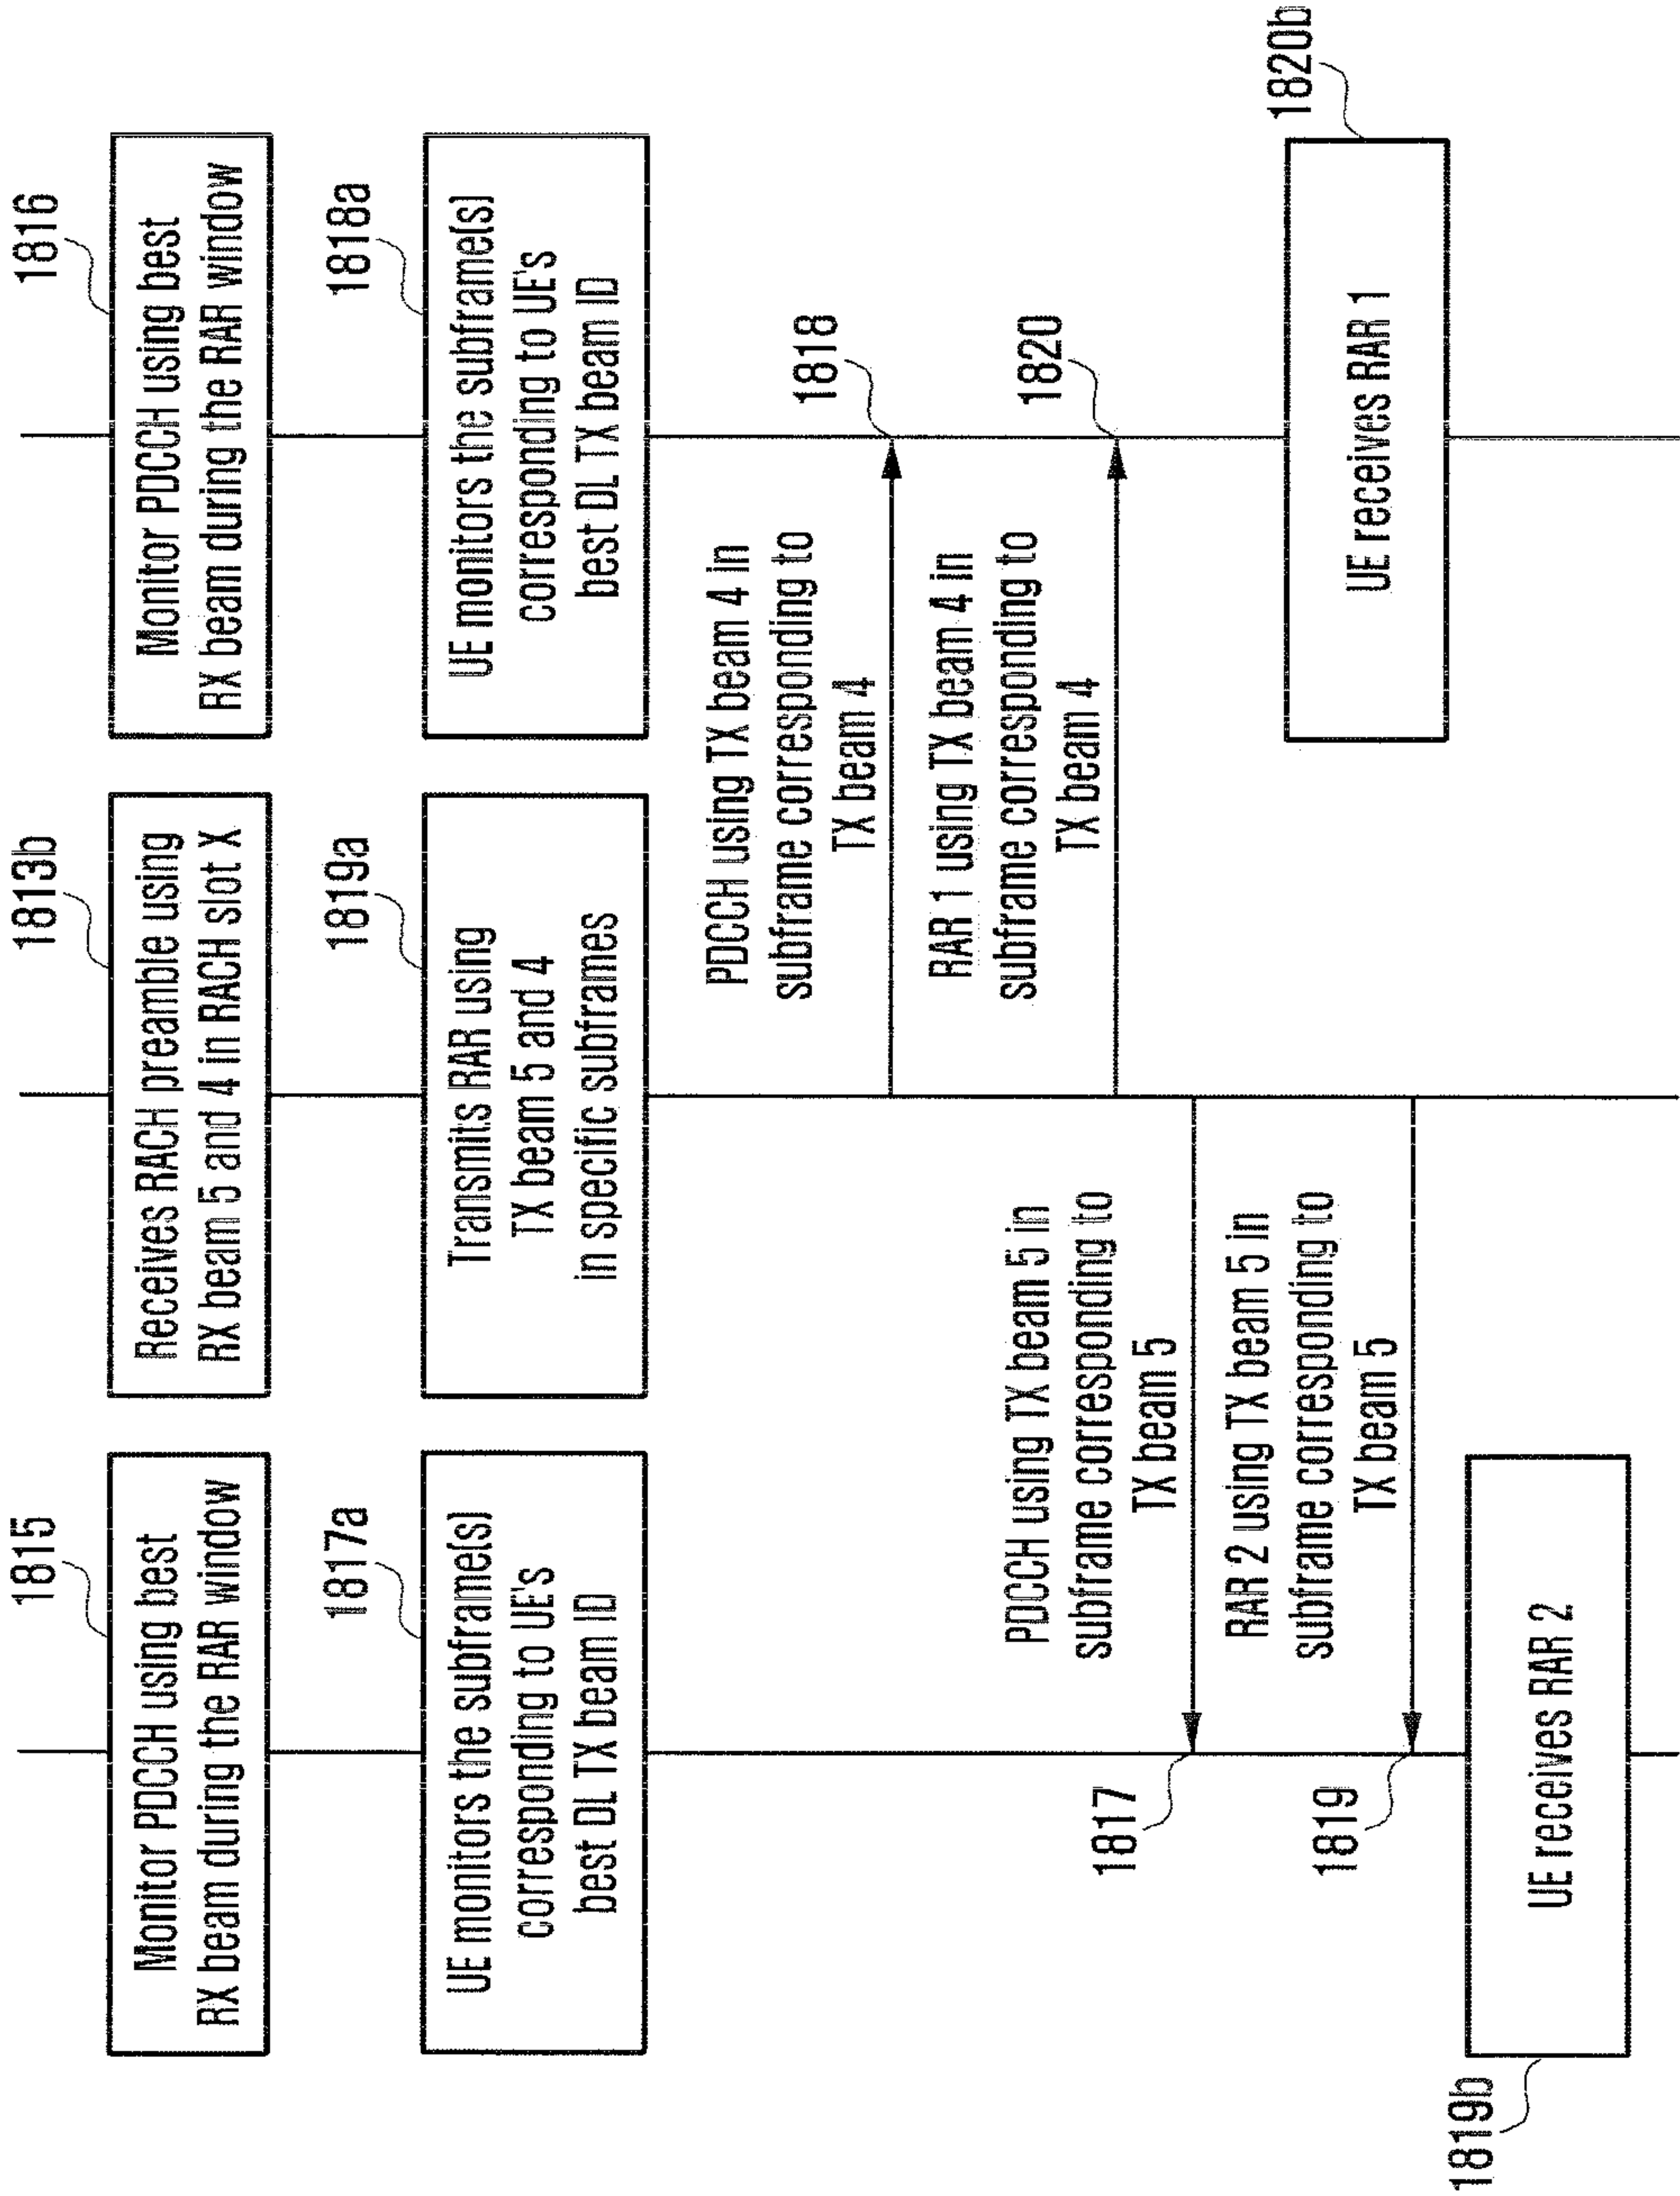 1815
1813b
1816
Monitor PDCCH using best
RX beam during the RAR window
Receives RACH preamble using
RX beam 5 and 4 in RACH slot X
Monitor PDCCH using best
RX beam during the RAR window
1817a
1819a
1818a
UE monitors the subframe(s)
corresponding to UE's
best DL TX beam ID
Transmits RAR using
TX beam 5 and 4
in specific subframes
UE monitors the subframe(s)
corresponding to UE's
best DL TX beam ID
PDCCH using TX beam 4 in
subframe corresponding to
TX beam 4
1818
RAR 1 using TX beam 4 in
subframe corresponding to
TX beam 4
1820
PDCCH using TX beam 5 in
subframe corresponding to
TX beam 5
1817
RAR 2 using TX beam 5 in
subframe corresponding to
TX beam 5
1819
1820b
UE receives RAR 1
UE receives RAR 2
1819b